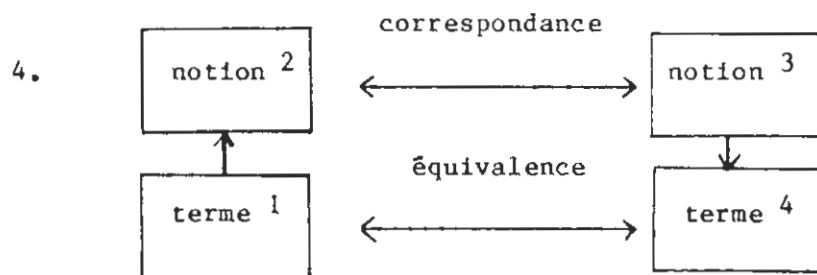 correspondance
4. notion 2 notion 3
équivalence
terme 1 terme 4